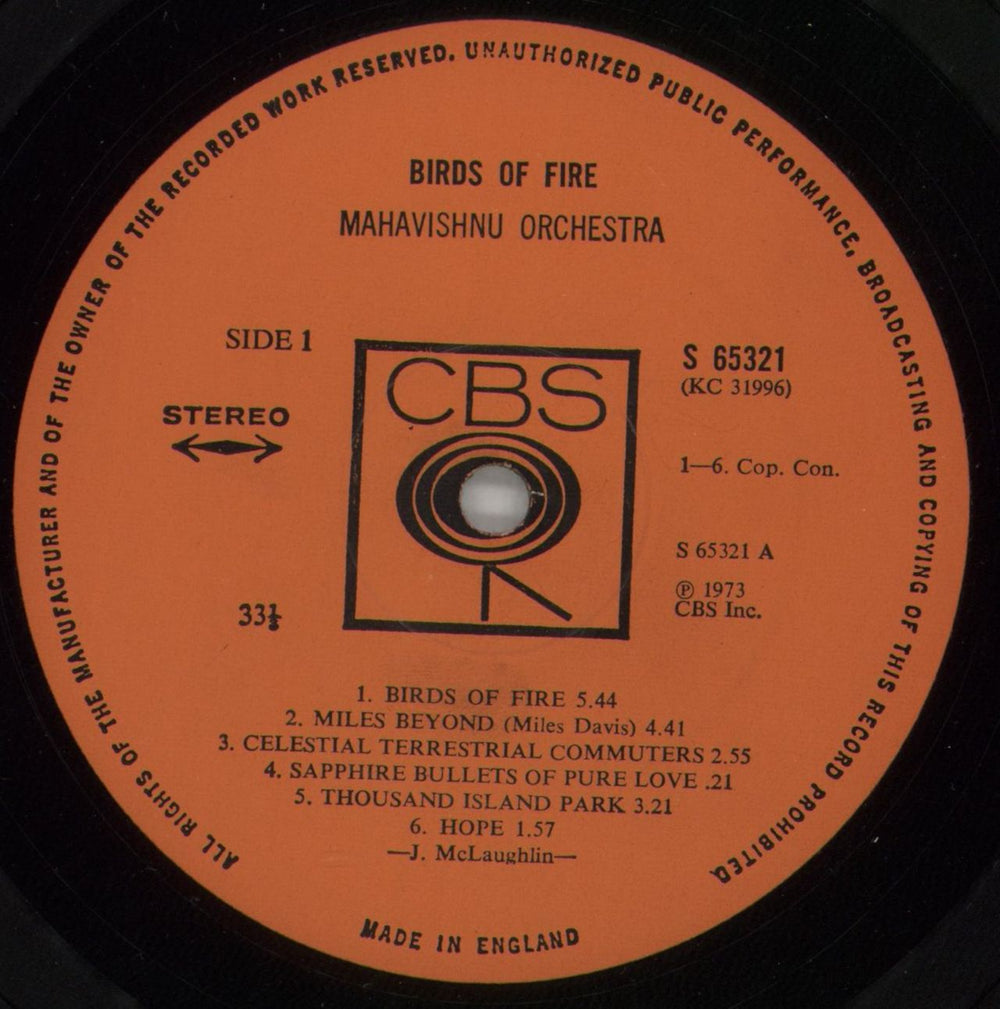 ALL RIGHTS OF THE MANUFACTURER AND OF THE OWNER OF THE RECORDED WORK RESERVED. UNAUTHORIZED PUBLIC PERFORMANCE, BROADCASTING AND COPYING OF THIS RECORD PROHIBITED
BIRDS OF FIRE
MAHAVISHNU ORCHESTRA
SIDE 1
STEREO
33⅓
CBS
S 65321
(KC 31996)
1—6. Cop. Con.
S 65321 A
℗ 1973
CBS Inc.
1. BIRDS OF FIRE 5.44
2. MILES BEYOND (Miles Davis) 4.41
3. CELESTIAL TERRESTRIAL COMMUTERS 2.55
4. SAPPHIRE BULLETS OF PURE LOVE .21
5. THOUSAND ISLAND PARK 3.21
6. HOPE 1.57
—J. McLaughlin—
MADE IN ENGLAND